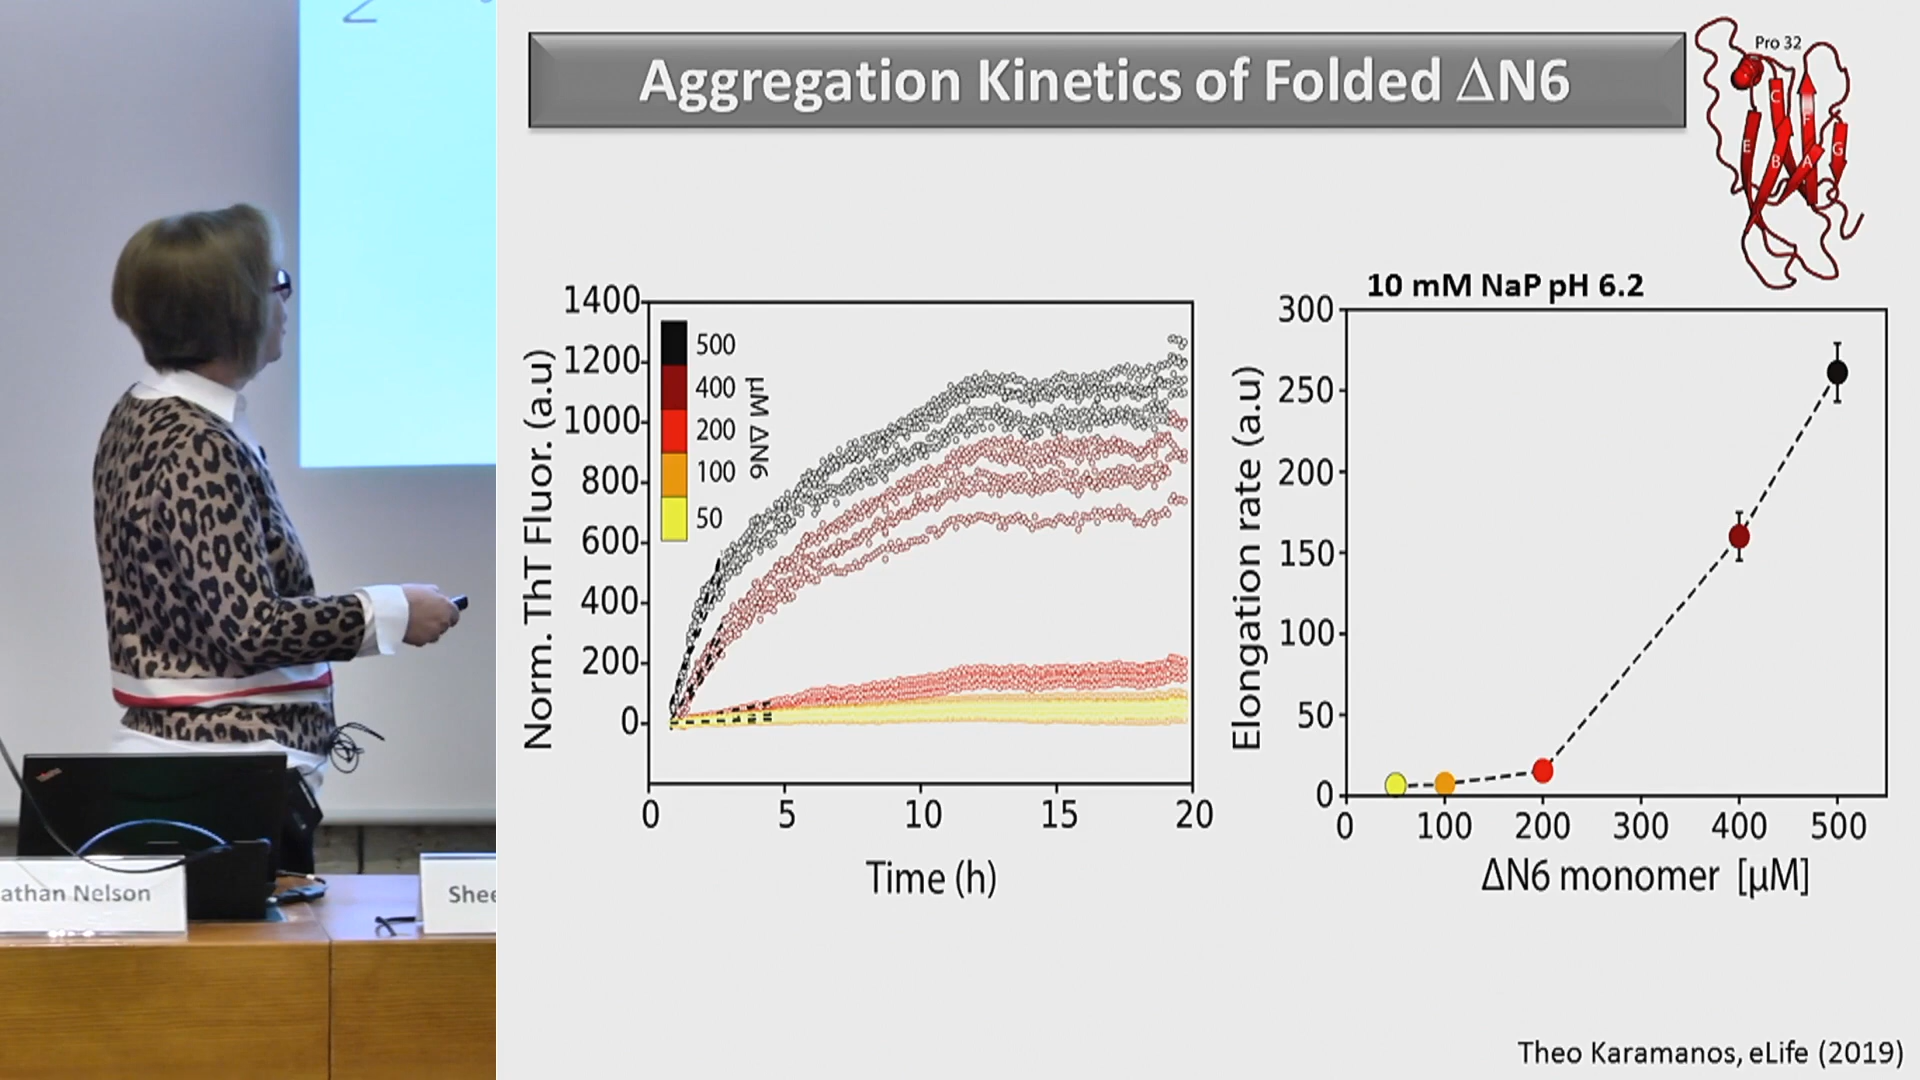 Aggregation Kinetics of Folded ΔN6
Pro 32
C
F
E
B
A
G
1400
1200
1000
800
600
400
200
0
Norm. ThT Fluor. (a.u)
500
400
200
100
50
µM ΔN6
0
5
10
15
20
Time (h)
10 mM NaP pH 6.2
300
250
200
150
100
50
0
Elongation rate (a.u)
0
100
200
300
400
500
ΔN6 monomer [µM]
Theo Karamanos, eLife (2019)
athan Nelson
Shee